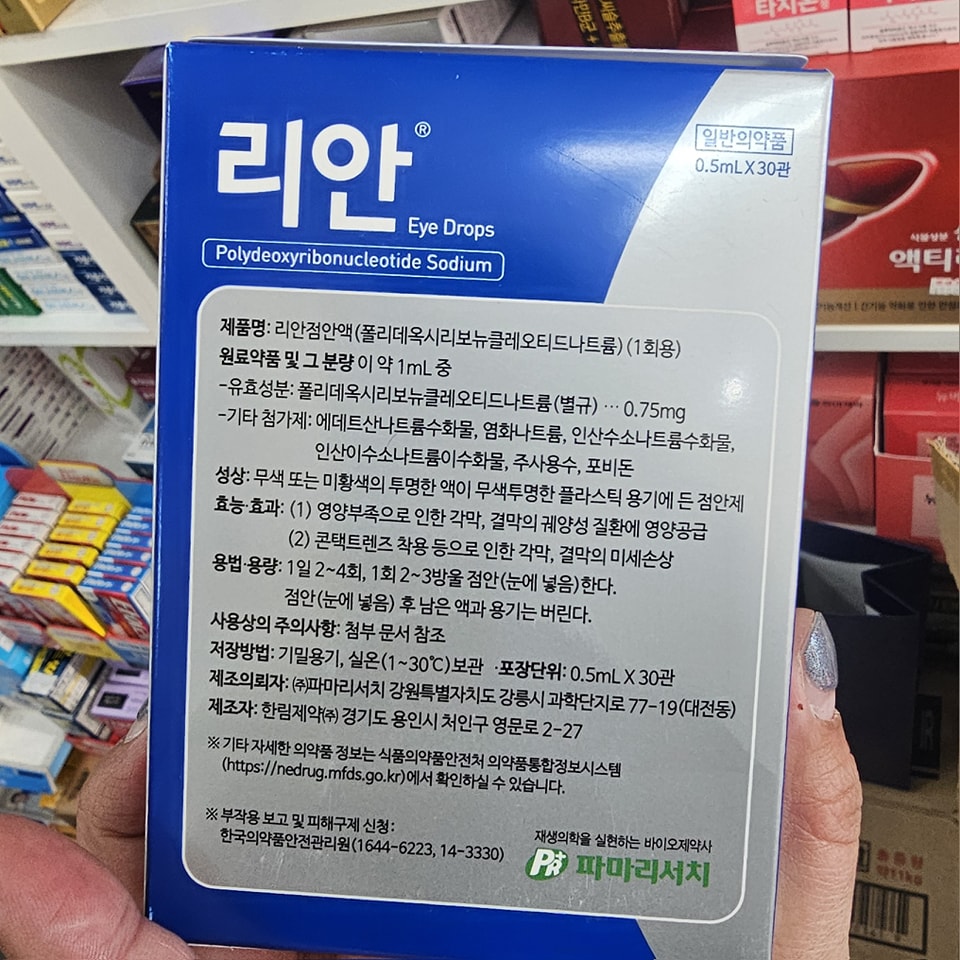 타지온
리안®
Eye Drops
일반의약품
0.5mL X 30관
Polydeoxyribonucleotide Sodium
제품명: 리안점안액(폴리데옥시리보뉴클레오티드나트륨) (1회용)
원료약품 및 그 분량 이 약 1mL 중
-유효성분: 폴리데옥시리보뉴클레오티드나트륨(별규) ··· 0.75mg
-기타 첨가제: 에데트산나트륨수화물, 염화나트륨, 인산수소나트륨수화물,
인산이수소나트륨이수화물, 주사용수, 포비돈
성상: 무색 또는 미황색의 투명한 액이 무색투명한 플라스틱 용기에 든 점안제
효능·효과: (1) 영양부족으로 인한 각막, 결막의 궤양성 질환에 영양공급
(2) 콘택트렌즈 착용 등으로 인한 각막, 결막의 미세손상
용법·용량: 1일 2~4회, 1회 2~3방울 점안(눈에 넣음)한다.
점안(눈에 넣음) 후 남은 액과 용기는 버린다.
사용상의 주의사항: 첨부 문서 참조
저장방법: 기밀용기, 실온(1~30℃)보관 ·포장단위: 0.5mL X 30관
제조의뢰자: ㈜파마리서치 강원특별자치도 강릉시 과학단지로 77-19(대전동)
제조자: 한림제약㈜ 경기도 용인시 처인구 영문로 2-27
※ 기타 자세한 의약품 정보는 식품의약품안전처 의약품통합정보시스템
(https://nedrug.mfds.go.kr)에서 확인하실 수 있습니다.
※ 부작용 보고 및 피해구제 신청:
한국의약품안전관리원(1644-6223, 14-3330)
재생의학을 실현하는 바이오제약사
PR 파마리서치
식물성분
액티